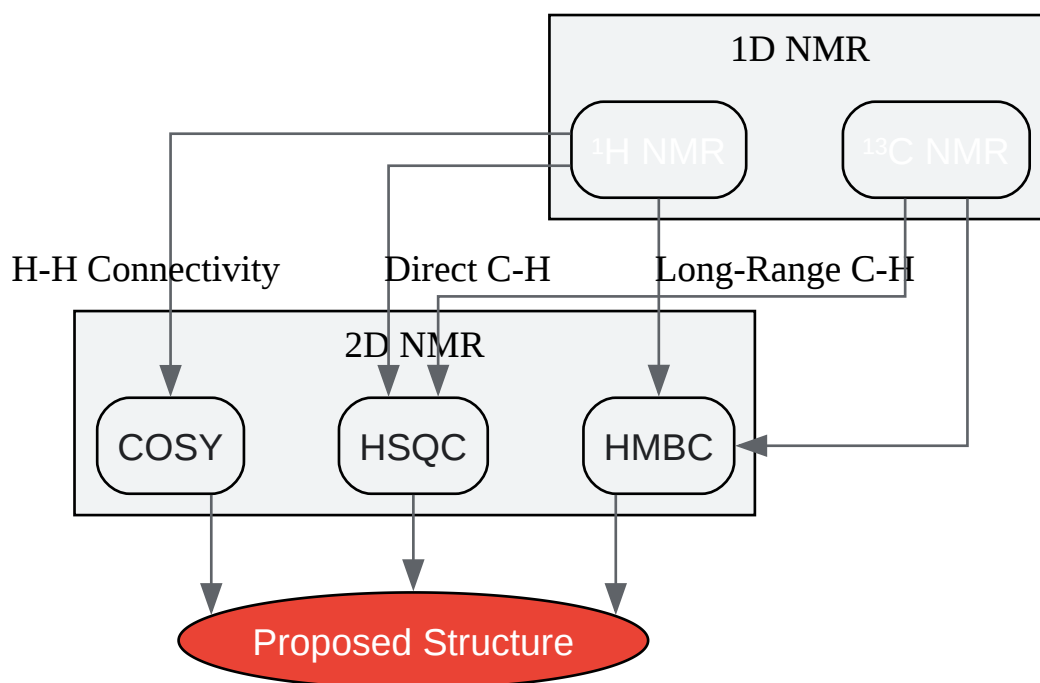 1D NMR
¹H NMR
¹³C NMR
H-H Connectivity
Direct C-H
Long-Range C-H
2D NMR
COSY
HSQC
HMBC
Proposed Structure